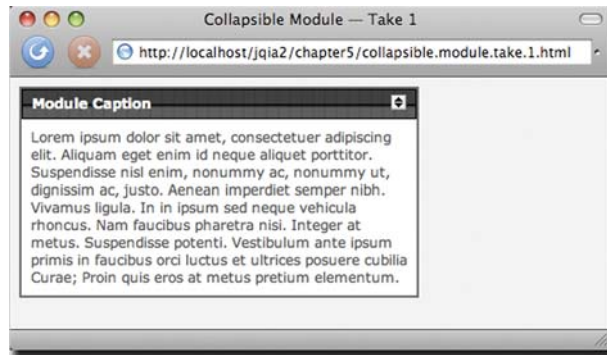 Collapsible Module — Take 1
http://localhost/jqia2/chapter5/collapsible.module.take.1.html
Module Caption
Lorem ipsum dolor sit amet, consectetuer adipiscing
elit. Aliquam eget enim id neque aliquet porttitor.
Suspendisse nisl enim, nonummy ac, nonummy ut,
dignissim ac, justo. Aenean imperdiet semper nibh.
Vivamus ligula. In in ipsum sed neque vehicula
rhoncus. Nam faucibus pharetra nisi. Integer at
metus. Suspendisse potenti. Vestibulum ante ipsum
primis in faucibus orci luctus et ultrices posuere cubilia
Curae; Proin quis eros at metus pretium elementum.